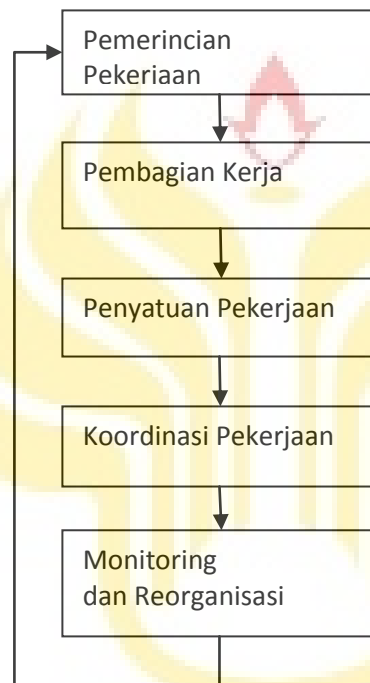 Pemerincian
Pekeriaan
Pembagian Kerja
Penyatuan Pekerjaan
Koordinasi Pekerjaan
Monitoring
dan Reorganisasi